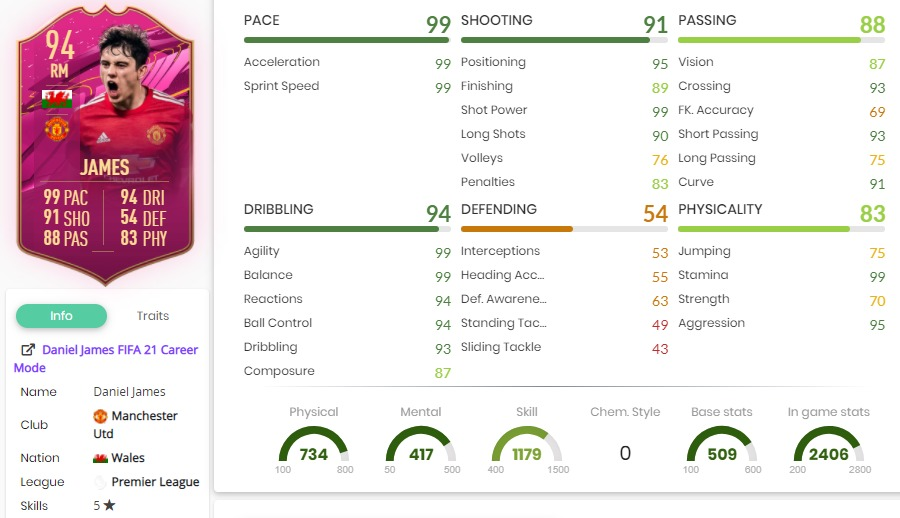 94
RM
JAMES
99 PAC 94 DRI
91 SHO 54 DEF
88 PAS 83 PHY
Info Traits
Daniel James FIFA 21 Career
Mode
Name Daniel James
Club Manchester
Utd
Nation Wales
League Premier League
Skills 5 ★
PACE 99
Acceleration 99
Sprint Speed 99
SHOOTING 91
Positioning 95
Finishing 89
Shot Power 99
Long Shots 90
Volleys 76
Penalties 83
PASSING 88
Vision 87
Crossing 93
FK. Accuracy 69
Short Passing 93
Long Passing 75
Curve 91
DRIBBLING 94
Agility 99
Balance 99
Reactions 94
Ball Control 94
Dribbling 93
Composure 87
DEFENDING 54
Interceptions 53
Heading Acc... 55
Def. Awarene... 63
Standing Tac... 49
Sliding Tackle 43
PHYSICALITY 83
Jumping 75
Stamina 99
Strength 70
Aggression 95
Physical
734
100 800
Mental
417
50 500
Skill
1179
400 1500
Chem. Style
0
Base stats
509
100 600
In game stats
2406
200 2800